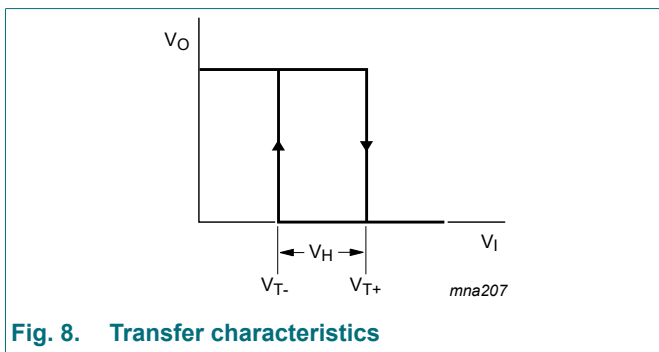 VO
VH
VI
VT-
VT+
mna207
Fig. 8. Transfer characteristics